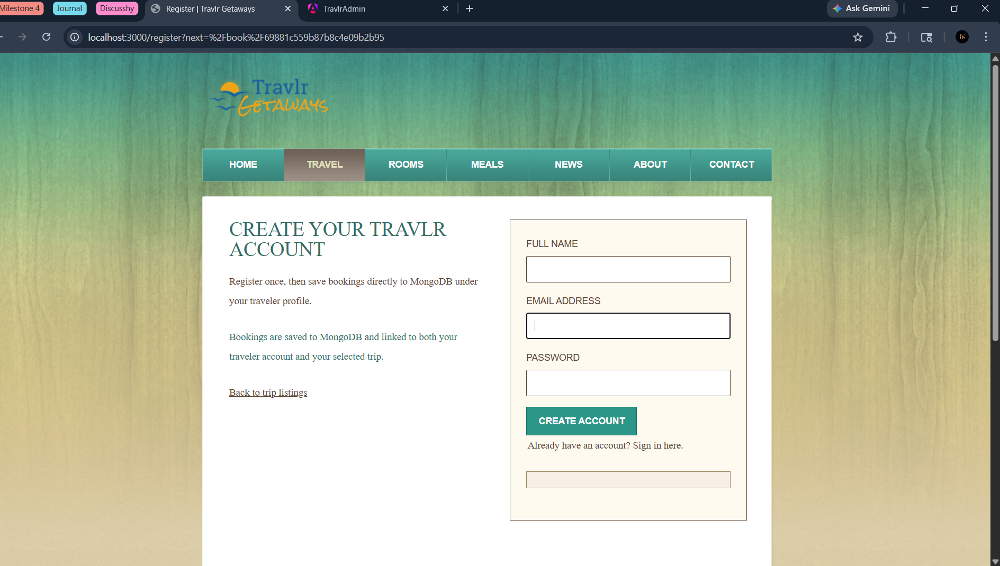 Milestone 4
Journal
Discusshy
Register | Travlr Getaways
TravlrAdmin
Ask Gemini
localhost:3000/register?next=%2Fbook%2F69881c559b87b8c4e09b2b95
Travlr
GETAWAYS
HOME
TRAVEL
ROOMS
MEALS
NEWS
ABOUT
CONTACT
CREATE YOUR TRAVLR
ACCOUNT
Register once, then save bookings directly to MongoDB under
your traveler profile.
Bookings are saved to MongoDB and linked to both your
traveler account and your selected trip.
Back to trip listings
FULL NAME
EMAIL ADDRESS
PASSWORD
CREATE ACCOUNT
Already have an account? Sign in here.